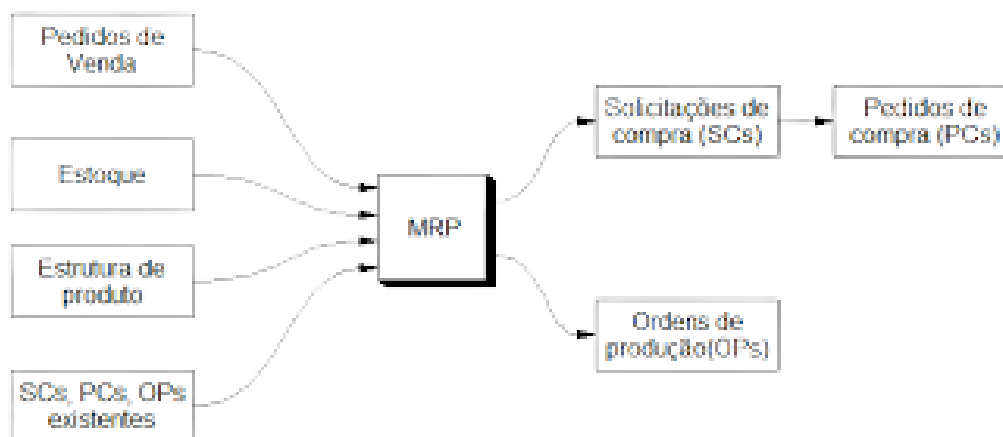 Pedidos de
Venda
Estoque
Estrutura de
produto
SCs, PCs, OPs
existentes
MRP
Solicitações de
compra (SCs)
Pedidos de
compra (PCs)
Ordens de
produção(OPs)